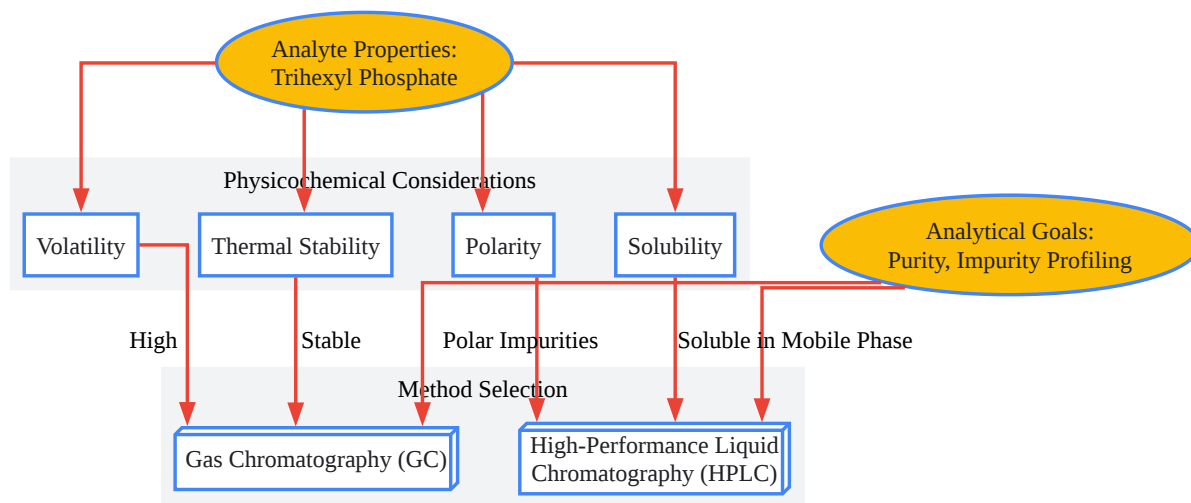 Analyte Properties:
Trihexyl Phosphate
Physicochemical Considerations
Volatility
Thermal Stability
Polarity
Solubility
Analytical Goals:
Purity, Impurity Profiling
High
Stable
Polar Impurities
Soluble in Mobile Phase
Method Selection
Gas Chromatography (GC)
High-Performance Liquid
Chromatography (HPLC)